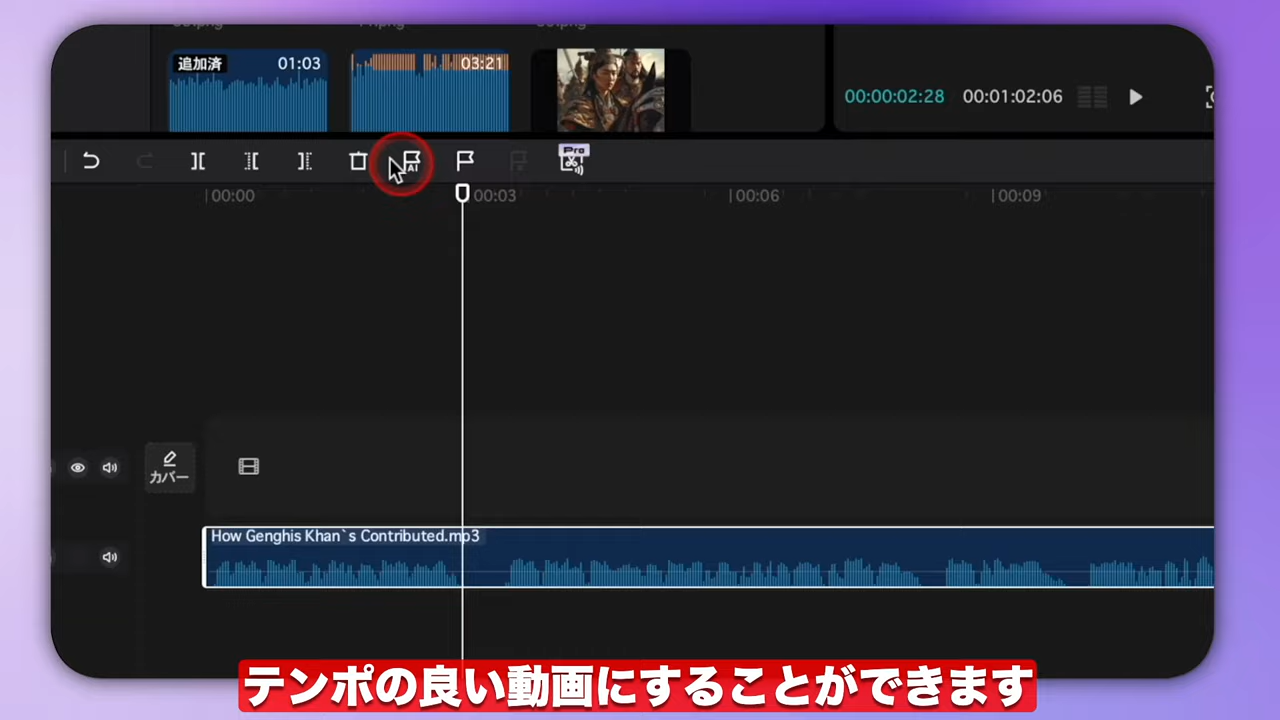 追加済 01:03
03:21
00:00:02:28 00:01:02:06
Pro
AI
00:00 00:03 00:06 00:09
カバー
How Genghis Khan`s Contributed.mp3
テンポの良い動画にすることができます